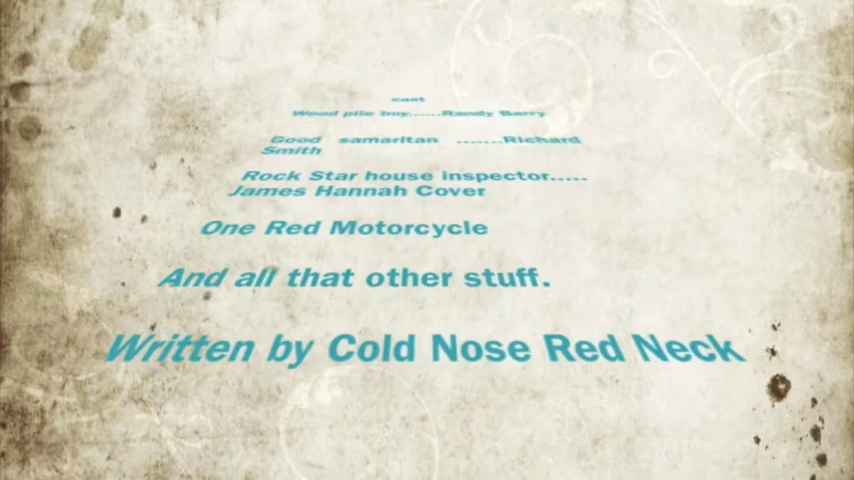 cast
Wood pile boy......Randy Barry
Good samaritan .......Richard
Smith
Rock Star house inspector.....
James Hannah Cover
One Red Motorcycle
And all that other stuff.
Written by Cold Nose Red Neck